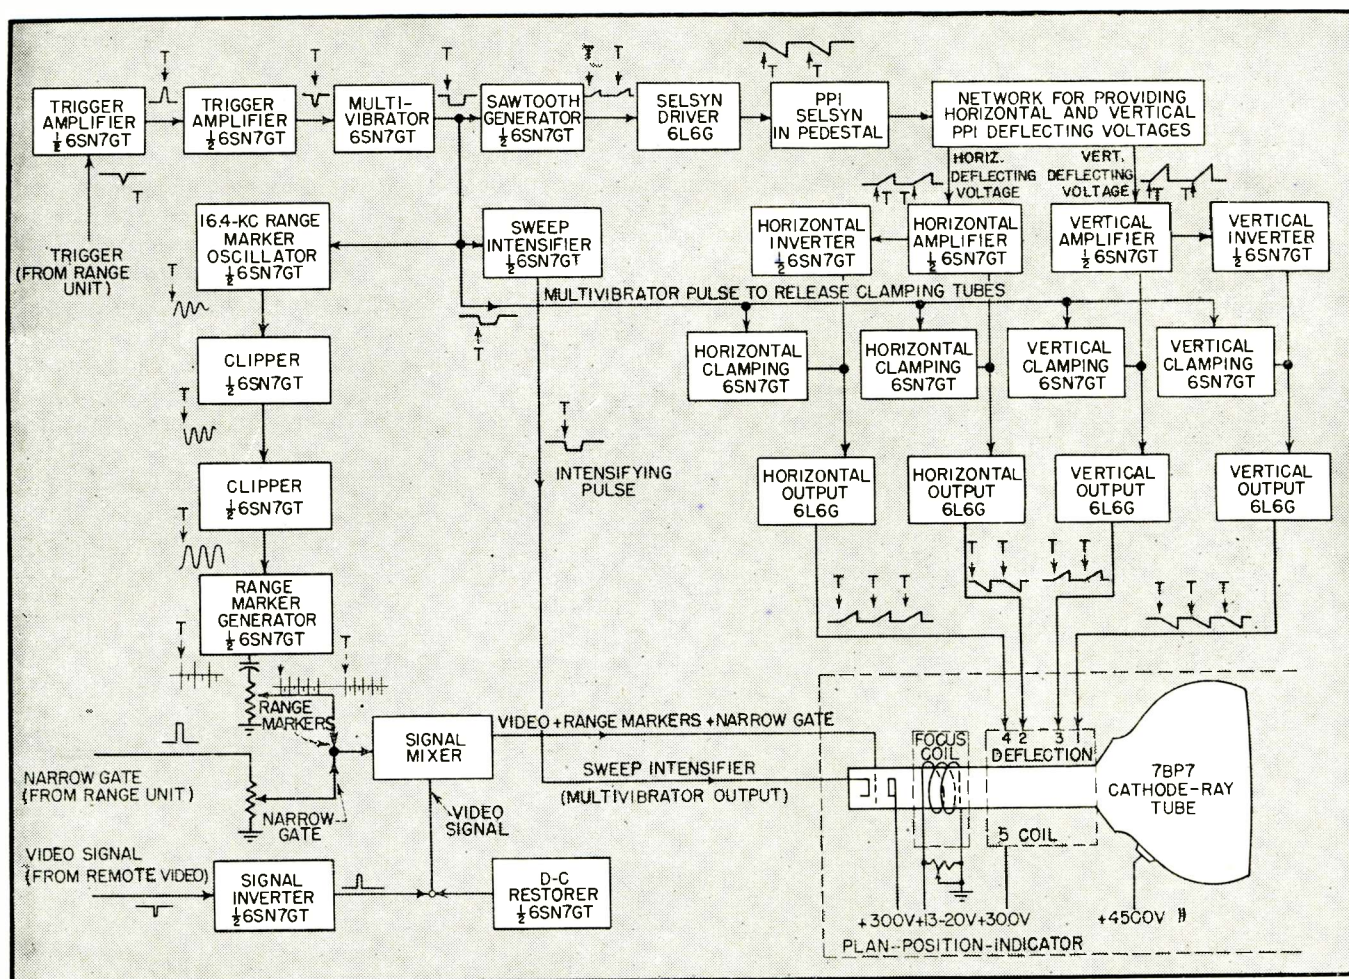 TRIGGER
AMPLIFIER
½ 6SN7GT
T
TRIGGER
AMPLIFIER
½ 6SN7GT
T
MULTI-
VIBRATOR
6SN7GT
T
SAWTOOTH
GENERATOR
½ 6SN7GT
T T
SELSYN
DRIVER
6L6G
T T
PPI
SELSYN
IN PEDESTAL
NETWORK FOR PROVIDING
HORIZONTAL AND VERTICAL
PPI DEFLECTING VOLTAGES
T
TRIGGER
(FROM RANGE
UNIT)
HORIZ.
DEFLECTING
VOLTAGE
T T
VERT.
DEFLECTING
VOLTAGE
T T
16.4-KC RANGE
MARKER
OSCILLATOR
½ 6SN7GT
T
SWEEP
INTENSIFIER
½ 6SN7GT
HORIZONTAL
INVERTER
½ 6SN7GT
HORIZONTAL
AMPLIFIER
½ 6SN7GT
VERTICAL
AMPLIFIER
½ 6SN7GT
VERTICAL
INVERTER
½ 6SN7GT
MULTIVIBRATOR PULSE TO RELEASE CLAMPING TUBES
T
CLIPPER
½ 6SN7GT
T
HORIZONTAL
CLAMPING
6SN7GT
HORIZONTAL
CLAMPING
6SN7GT
VERTICAL
CLAMPING
6SN7GT
VERTICAL
CLAMPING
6SN7GT
T
INTENSIFYING
PULSE
CLIPPER
½ 6SN7GT
T
HORIZONTAL
OUTPUT
6L6G
HORIZONTAL
OUTPUT
6L6G
VERTICAL
OUTPUT
6L6G
VERTICAL
OUTPUT
6L6G
T T T
T T
T T
T T T
RANGE
MARKER
GENERATOR
½ 6SN7GT
T
T
RANGE
MARKERS
NARROW GATE
(FROM RANGE UNIT)
NARROW
GATE
SIGNAL
MIXER
VIDEO +RANGE MARKERS +NARROW GATE
SWEEP INTENSIFIER
(MULTIVIBRATOR OUTPUT)
VIDEO
SIGNAL
VIDEO SIGNAL
(FROM REMOTE VIDEO)
SIGNAL
INVERTER
½ 6SN7GT
D-C
RESTORER
½ 6SN7GT
FOCUS
COIL
4 2 3 1
DEFLECTION
5 COIL
7BP7
CATHODE-RAY
TUBE
+300V +13-20V +300V +4500V
PLAN-POSITION-INDICATOR